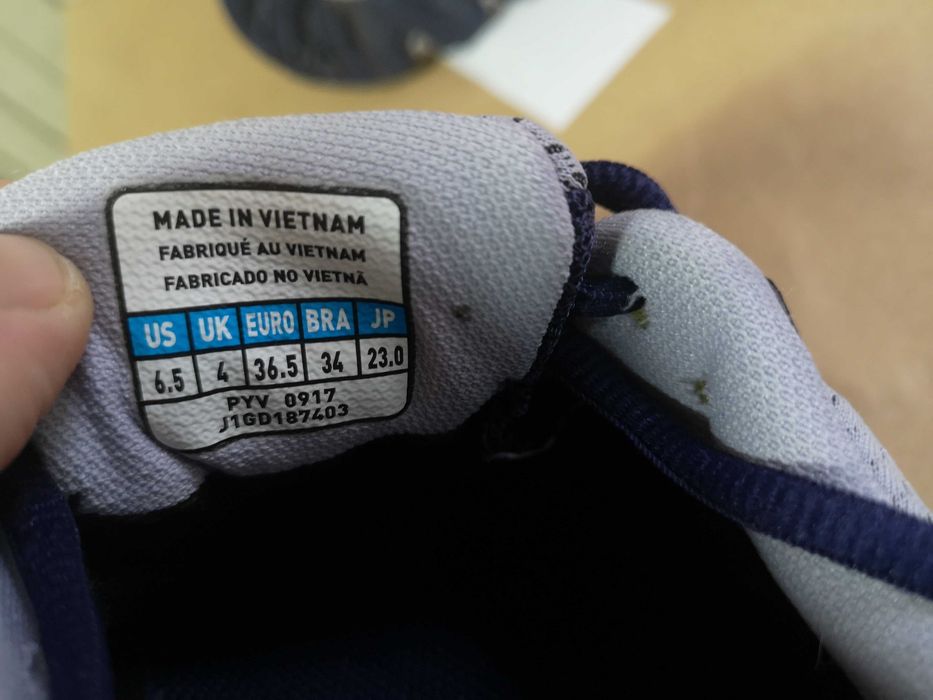 MADE IN VIETNAM
FABRIQUÉ AU VIETNAM
FABRICADO NO VIETNÃ
US UK EURO BRA JP
6.5 4 36.5 34 23.0
PYV 0917
J1GD187403